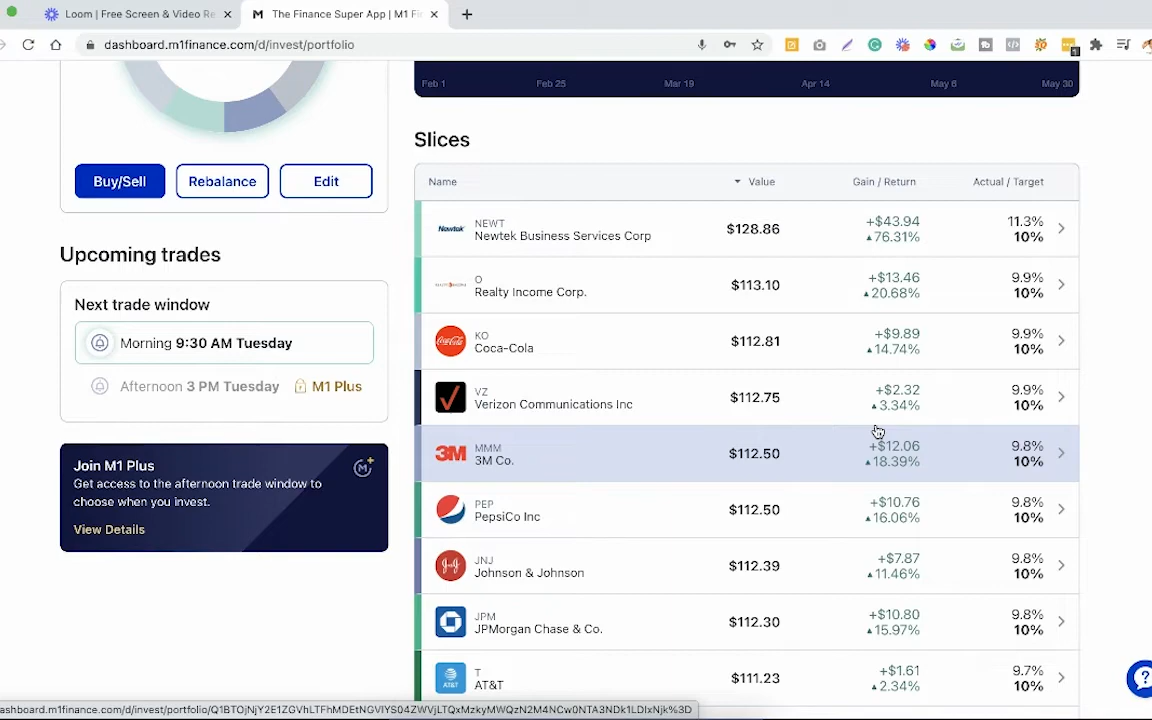 Loom | Free Screen & Video Re
The Finance Super App | M1 Fi
dashboard.m1finance.com/d/invest/portfolio
Feb 1 Feb 25 Mar 19 Apr 14 May 6 May 30
Buy/Sell Rebalance Edit
Upcoming trades
Next trade window
Morning 9:30 AM Tuesday
Afternoon 3 PM Tuesday M1 Plus
Join M1 Plus
Get access to the afternoon trade window to
choose when you invest.
View Details
Slices
Name Value Gain / Return Actual / Target
Newtek
NEWT
Newtek Business Services Corp
$128.86
+$43.94
▲76.31%
11.3%
10%
O
Realty Income Corp.
$113.10
+$13.46
▲20.68%
9.9%
10%
Coca-Cola
KO
Coca-Cola
$112.81
+$9.89
▲14.74%
9.9%
10%
VZ
Verizon Communications Inc
$112.75
+$2.32
▲3.34%
9.9%
10%
3M
MMM
3M Co.
$112.50
+$12.06
▲18.39%
9.8%
10%
PEP
PepsiCo Inc
$112.50
+$10.76
▲16.06%
9.8%
10%
JNJ
Johnson & Johnson
$112.39
+$7.87
▲11.46%
9.8%
10%
JPM
JPMorgan Chase & Co.
$112.30
+$10.80
▲15.97%
9.8%
10%
AT&T
T
AT&T
$111.23
+$1.61
▲2.34%
9.7%
10%